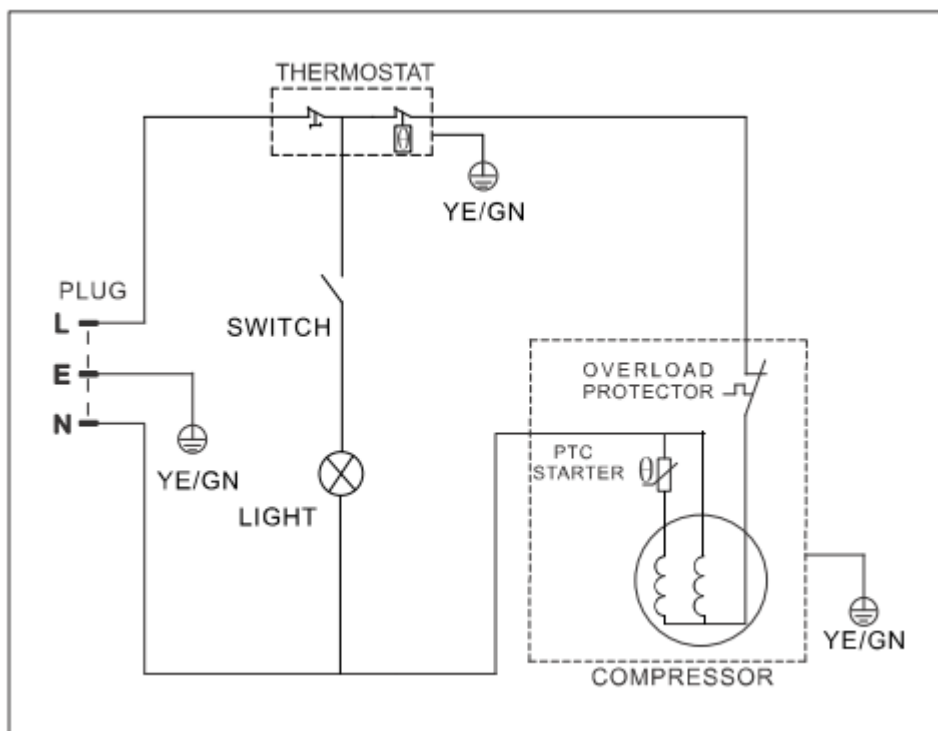 THERMOSTAT
θ
YE/GN
PLUG
L
SWITCH
E
OVERLOAD
PROTECTOR
N
YE/GN
PTC
STARTER
θ
LIGHT
YE/GN
COMPRESSOR